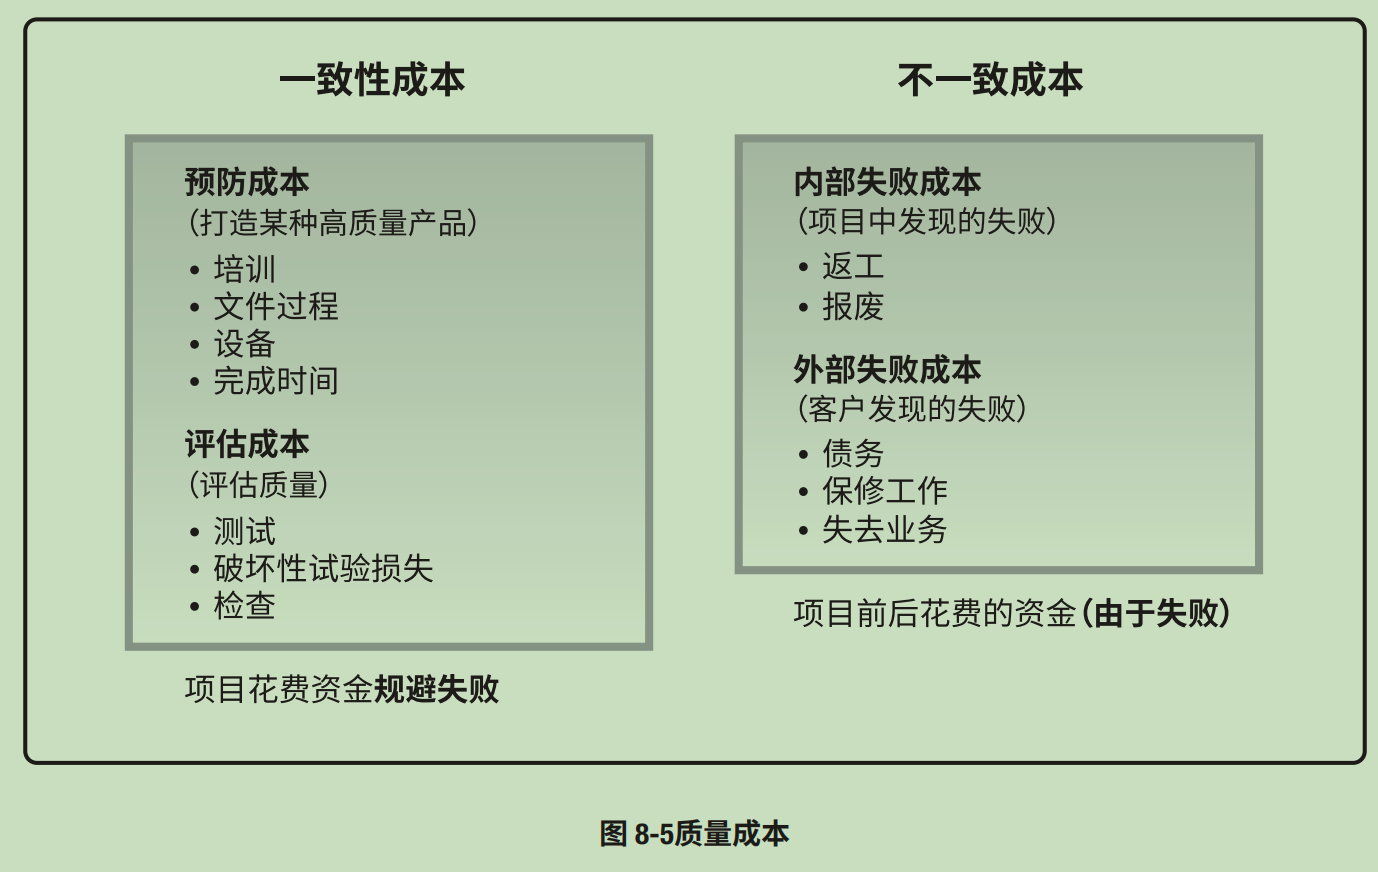 一致性成本
预防成本
（打造某种高质量产品）
• 培训
• 文件过程
• 设备
• 完成时间
评估成本
（评估质量）
• 测试
• 破坏性试验损失
• 检查
项目花费资金规避失败
不一致成本
内部失败成本
（项目中发现的失败）
• 返工
• 报废
外部失败成本
（客户发现的失败）
• 债务
• 保修工作
• 失去业务
项目前后花费的资金（由于失败）
图 8-5质量成本